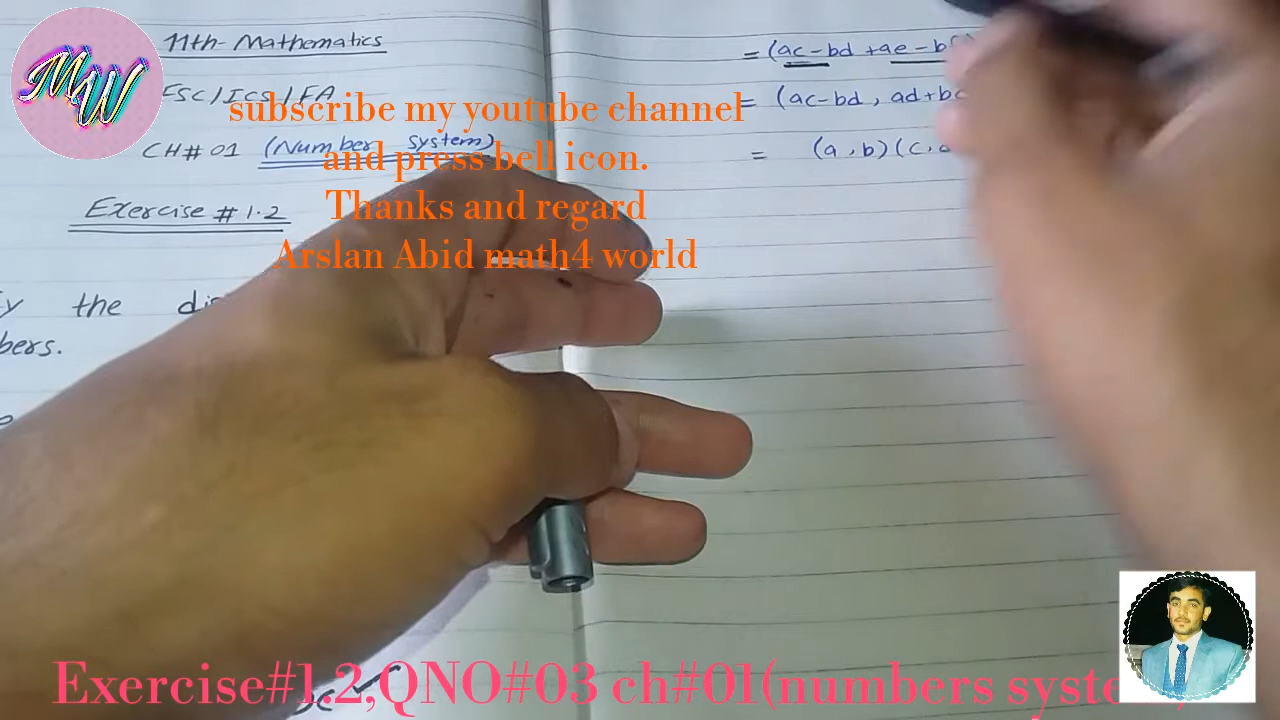 MW
11th-Mathematics
FSC/ICS/FA
CH#01 (Number system)
Exercise #1.2
the
bers.
= (ac-bd +ae-
= (ac-bd, ad+bc
= (a,b)(c,
subscribe my youtube channel
and press bell icon.
Thanks and regard
Arslan Abid math4 world
Exercise#1.2,QNO#03 ch#01(numbers syste